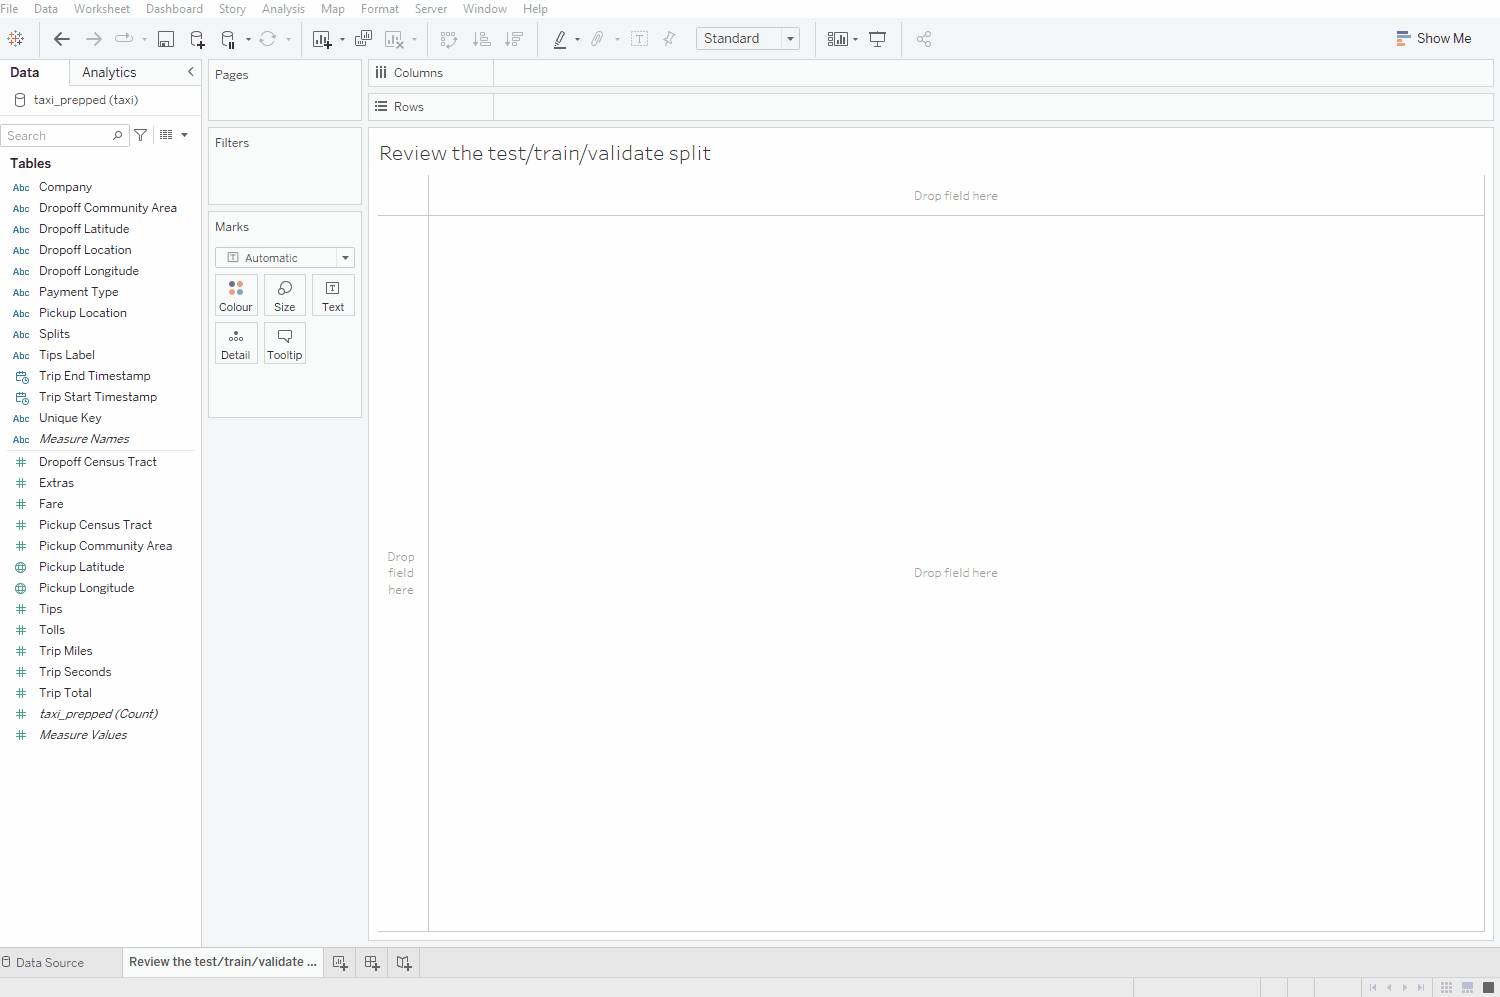 File Data Worksheet Dashboard Story Analysis Map Format Server Window Help
Standard
Show Me
Data Analytics
taxi_prepped (taxi)
Search
Tables
Abc Company
Abc Dropoff Community Area
Abc Dropoff Latitude
Abc Dropoff Location
Abc Dropoff Longitude
Abc Payment Type
Abc Pickup Location
Abc Splits
Abc Tips Label
Trip End Timestamp
Trip Start Timestamp
Abc Unique Key
Abc Measure Names
# Dropoff Census Tract
# Extras
# Fare
# Pickup Census Tract
# Pickup Community Area
Pickup Latitude
Pickup Longitude
# Tips
# Tolls
# Trip Miles
# Trip Seconds
# Trip Total
# taxi_prepped (Count)
# Measure Values
Pages
Filters
Marks
T Automatic
Colour Size T Text
Detail Tooltip
Columns
Rows
Review the test/train/validate split
Drop field here
Drop
field
here
Drop field here
Data Source
Review the test/train/validate ...